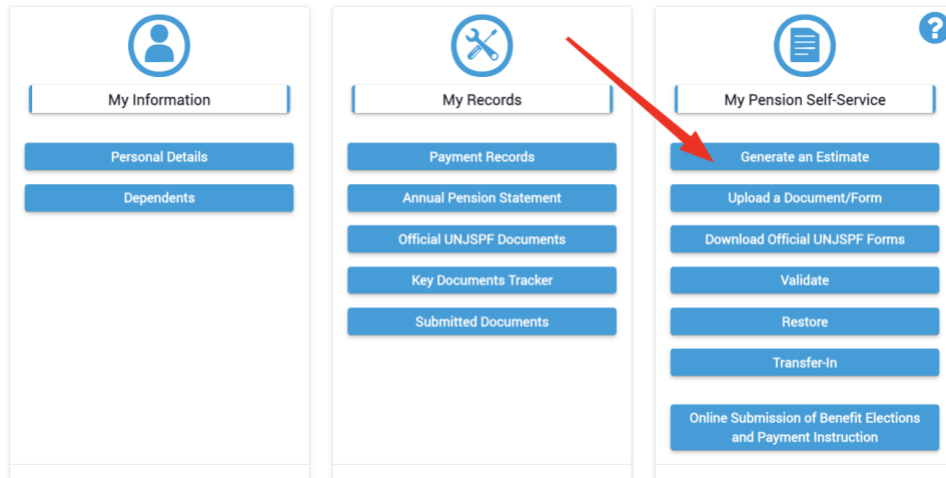 ?
My Information
Personal Details
Dependents
My Records
Payment Records
Annual Pension Statement
Official UNJSPF Documents
Key Documents Tracker
Submitted Documents
My Pension Self-Service
Generate an Estimate
Upload a Document/Form
Download Official UNJSPF Forms
Validate
Restore
Transfer-In
Online Submission of Benefit Elections
and Payment Instruction